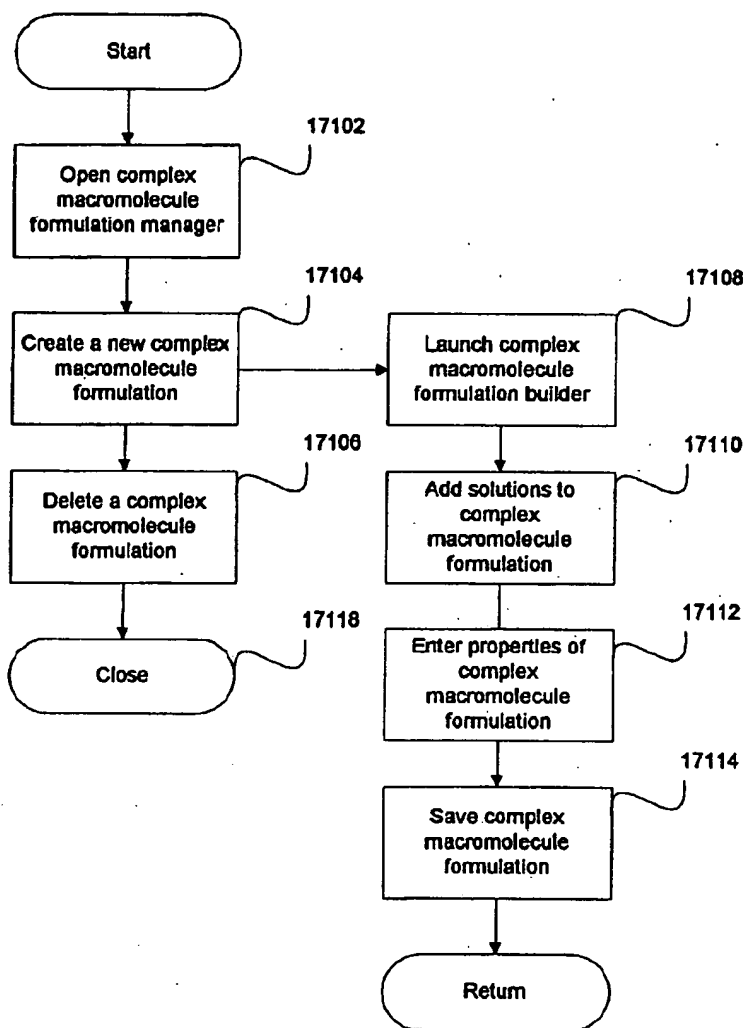 Start
17102
Open complex
macromolecule
formulation manager
17104
Create a new complex
macromolecule
formulation
17106
Delete a complex
macromolecule
formulation
17118
Close
17108
Launch complex
macromolecule
formulation builder
17110
Add solutions to
complex
macromolecule
formulation
17112
Enter properties of
complex
macromolecule
formulation
17114
Save complex
macromolecule
formulation
Return